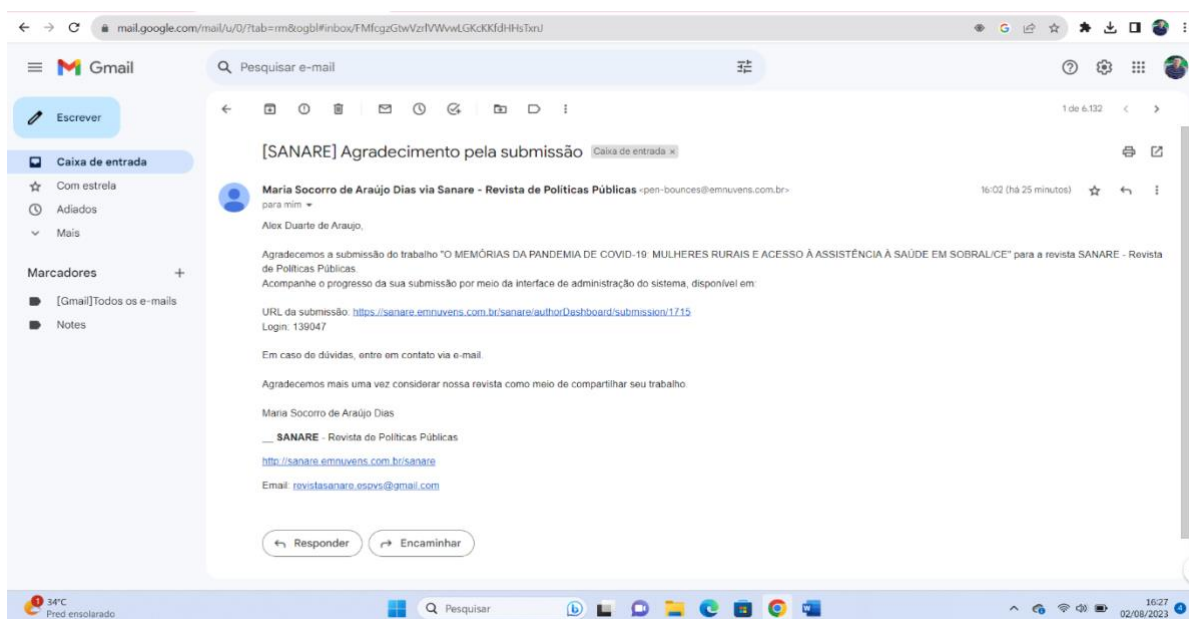 mail.google.com/mail/u/0/?tab=rm&ogbl#inbox/FMfcgzGtwVzrlVWvwLGKcKKfdHHsTxnJ
Gmail
Pesquisar e-mail
Escrever
1 de 6.132
Caixa de entrada
Com estrela
Adiados
Mais
Marcadores
[Gmail]Todos os e-mails
Notes
[SANARE] Agradecimento pela submissão Caixa de entrada ×
Maria Socorro de Araújo Dias via Sanare - Revista de Políticas Públicas <pen-bounces@emnuvens.com.br>
16:02 (há 25 minutos)
para mim
Alex Duarte de Araujo,
Agradecemos a submissão do trabalho "O MEMÓRIAS DA PANDEMIA DE COVID-19: MULHERES RURAIS E ACESSO À ASSISTÊNCIA À SAÚDE EM SOBRAL/CE" para a revista SANARE - Revista
de Políticas Públicas.
Acompanhe o progresso da sua submissão por meio da interface de administração do sistema, disponível em:
URL da submissão: https://sanare.emnuvens.com.br/sanare/authorDashboard/submission/1715
Login: 139047
Em caso de dúvidas, entre em contato via e-mail.
Agradecemos mais uma vez considerar nossa revista como meio de compartilhar seu trabalho.
Maria Socorro de Araújo Dias
__ SANARE - Revista de Políticas Públicas
http://sanare.emnuvens.com.br/sanare
Email: revistasanare.espvs@gmail.com
Responder
Encaminhar
1
34°C
Pred ensolarado
Pesquisar
16:27
02/08/2023
4